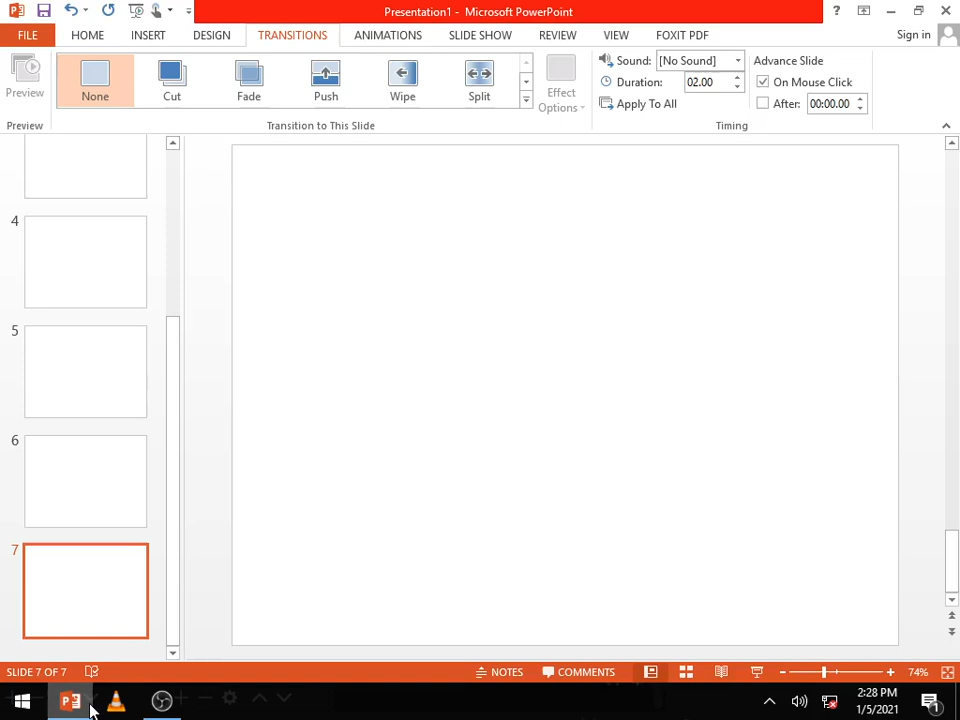 Presentation1 - Microsoft PowerPoint
?
FILE HOME INSERT DESIGN TRANSITIONS ANIMATIONS SLIDE SHOW REVIEW VIEW FOXIT PDF Sign in
Preview None Cut Fade Push Wipe Split Effect Options
Sound: [No Sound] Advance Slide
Duration: 02.00 On Mouse Click
Apply To All After: 00:00.00
Preview Transition to This Slide Timing
4
5
6
7
SLIDE 7 OF 7 NOTES COMMENTS 74%
2:28 PM
1/5/2021
1